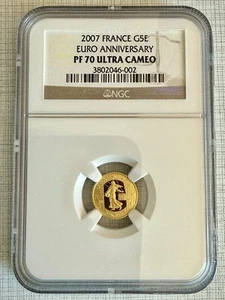 2007 FRANCE G5E
EURO ANNIVERSARY
PF 70 ULTRA CAMEO
3802046-002
NGC